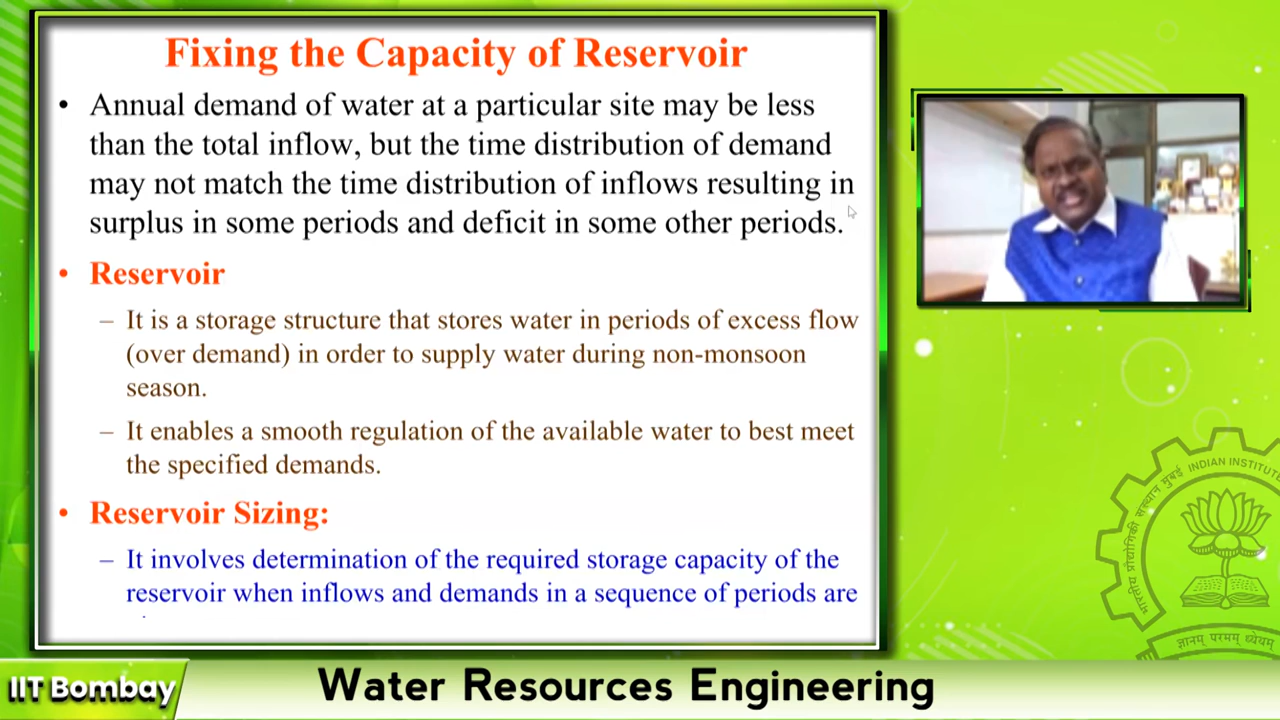 Fixing the Capacity of Reservoir
• Annual demand of water at a particular site may be less
than the total inflow, but the time distribution of demand
may not match the time distribution of inflows resulting in
surplus in some periods and deficit in some other periods.
• Reservoir
– It is a storage structure that stores water in periods of excess flow
(over demand) in order to supply water during non-monsoon
season.
– It enables a smooth regulation of the available water to best meet
the specified demands.
• Reservoir Sizing:
– It involves determination of the required storage capacity of the
reservoir when inflows and demands in a sequence of periods are
भारतीय प्रौद्योगिकी संस्थान मुंबई INDIAN INSTITUTE
ज्ञानम् परमम् ध्येयम्
IIT Bombay
Water Resources Engineering